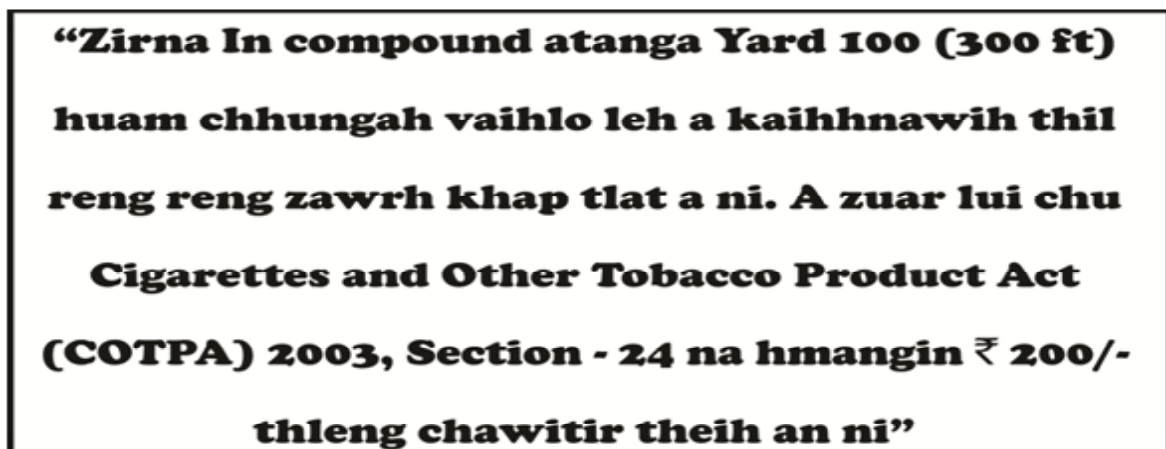 “Zirna In compound atanga Yard 100 (300 ft)
huam chhungah vaihlo leh a kaihhnawih thil
reng reng zawrh khap tlat a ni. A zuar lui chu
Cigarettes and Other Tobacco Product Act
(COTPA) 2003, Section - 24 na hmangin ₹ 200/-
thleng chawitir theih an ni”